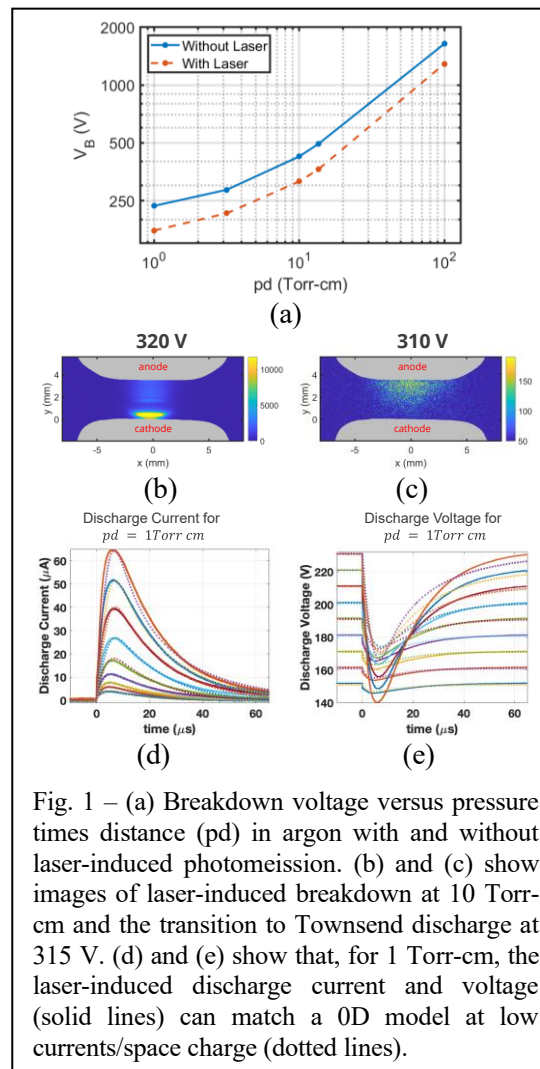 2000
Without Laser
With Laser
1000
V_B (V)
500
250
10^0
10^1
10^2
pd (Torr-cm)
(a)
320 V
310 V
anode
cathode
4
2
0
y (mm)
-5
0
5
x (mm)
10000
5000
0
anode
cathode
4
2
0
y (mm)
-5
0
5
x (mm)
150
100
50
(b)
(c)
Discharge Current for
pd = 1Torr cm
Discharge Voltage for
pd = 1Torr cm
Discharge Current (μA)
60
50
40
30
20
10
0
0
20
40
60
time (μs)
Discharge Voltage (V)
220
200
180
160
140
0
20
40
60
time (μs)
(d)
(e)
Fig. 1 – (a) Breakdown voltage versus pressure
times distance (pd) in argon with and without
laser-induced photomeission. (b) and (c) show
images of laser-induced breakdown at 10 Torr-
cm and the transition to Townsend discharge at
315 V. (d) and (e) show that, for 1 Torr-cm, the
laser-induced discharge current and voltage
(solid lines) can match a 0D model at low
currents/space charge (dotted lines).